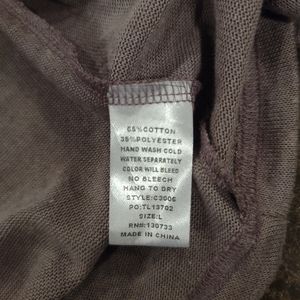 65%COTTON
35%POLYESTER
HAND WASH COLD
WATER SEPARATELY
COLOR WILL BLEED
NO BLEECH
HANG TO DRY
STYLE:C3006
PO:TL13702
SIZE:L
RN#:130733
MADE IN CHINA